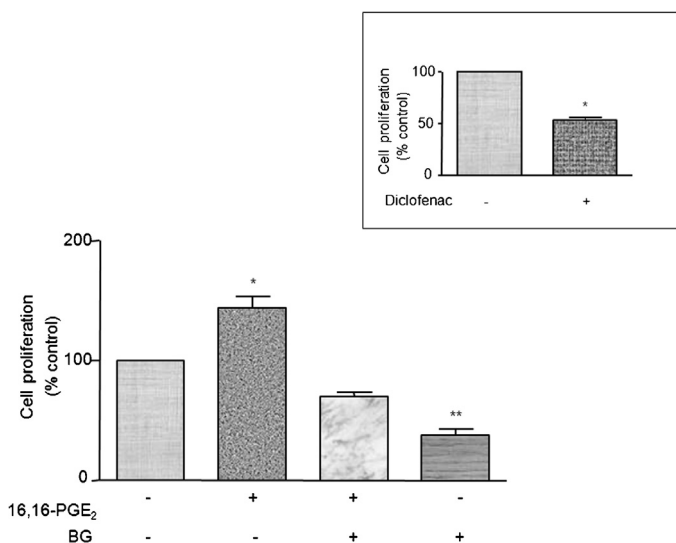 Cell proliferation
(% control)
100
50
0
*
Diclofenac - +
Cell proliferation
(% control)
200
100
0
*
**
16,16-PGE₂ - + + -
BG - - + +